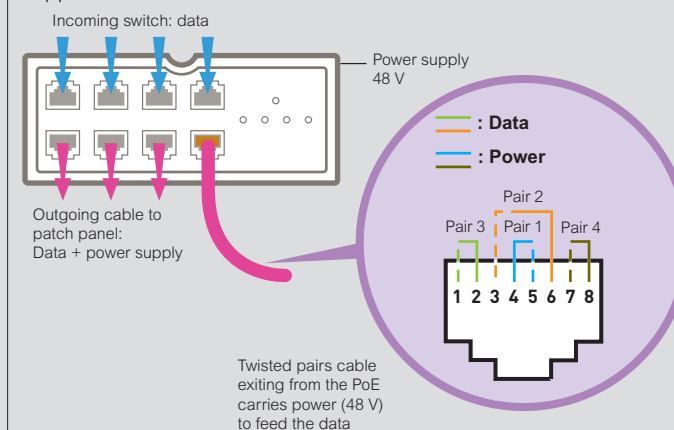 Incoming switch: data
Power supply
48 V
: Data
: Power
Pair 2
Pair 3 Pair 1 Pair 4
1 2 3 4 5 6 7 8
Outgoing cable to
patch panel:
Data + power supply
Twisted pairs cable
exiting from the PoE
carries power (48 V)
to feed the data